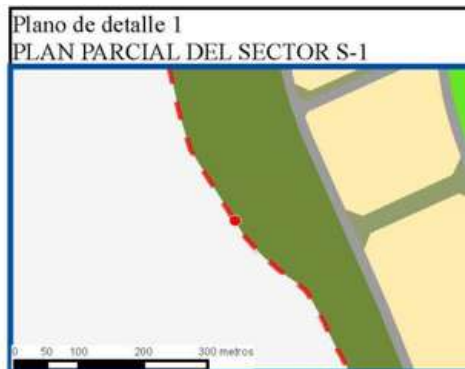 Plano de detalle 1
PLAN PARCIAL DEL SECTOR S-1
0 50 100 200 300 metros